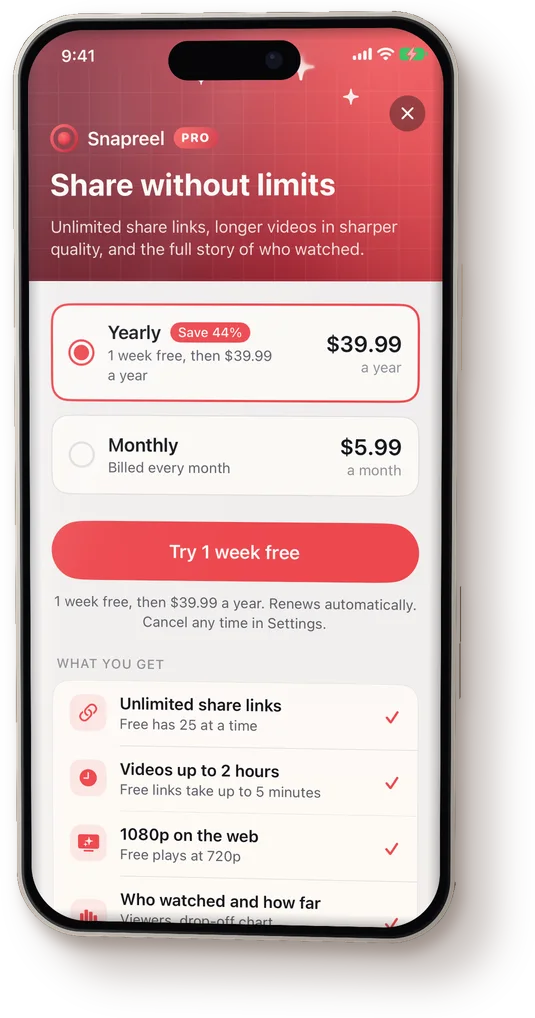 9:41
Snapreel PRO
Share without limits
Unlimited share links, longer videos in sharper
quality, and the full story of who watched.
Yearly Save 44%
1 week free, then $39.99
a year
$39.99
a year
Monthly
Billed every month
$5.99
a month
Try 1 week free
1 week free, then $39.99 a year. Renews automatically.
Cancel any time in Settings.
WHAT YOU GET
Unlimited share links
Free has 25 at a time
Videos up to 2 hours
Free links take up to 5 minutes
1080p on the web
Free plays at 720p
Who watched and how far
Viewers, drop-off chart